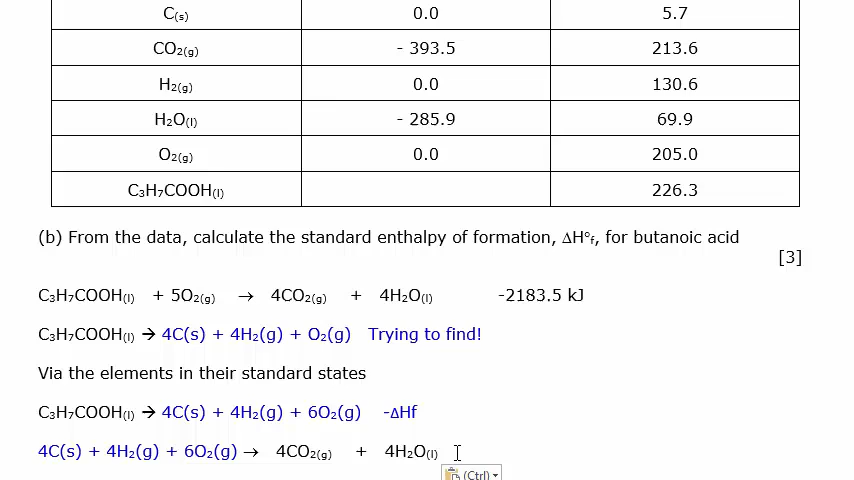 C(s) 0.0 5.7
CO2(g) - 393.5 213.6
H2(g) 0.0 130.6
H2O(l) - 285.9 69.9
O2(g) 0.0 205.0
C3H7COOH(l) 226.3
(b) From the data, calculate the standard enthalpy of formation, ΔH°f, for butanoic acid
[3]
C3H7COOH(l) + 5O2(g) → 4CO2(g) + 4H2O(l) -2183.5 kJ
C3H7COOH(l) → 4C(s) + 4H2(g) + O2(g) Trying to find!
Via the elements in their standard states
C3H7COOH(l) → 4C(s) + 4H2(g) + 6O2(g) -ΔHf
4C(s) + 4H2(g) + 6O2(g) → 4CO2(g) + 4H2O(l)
(Ctrl)